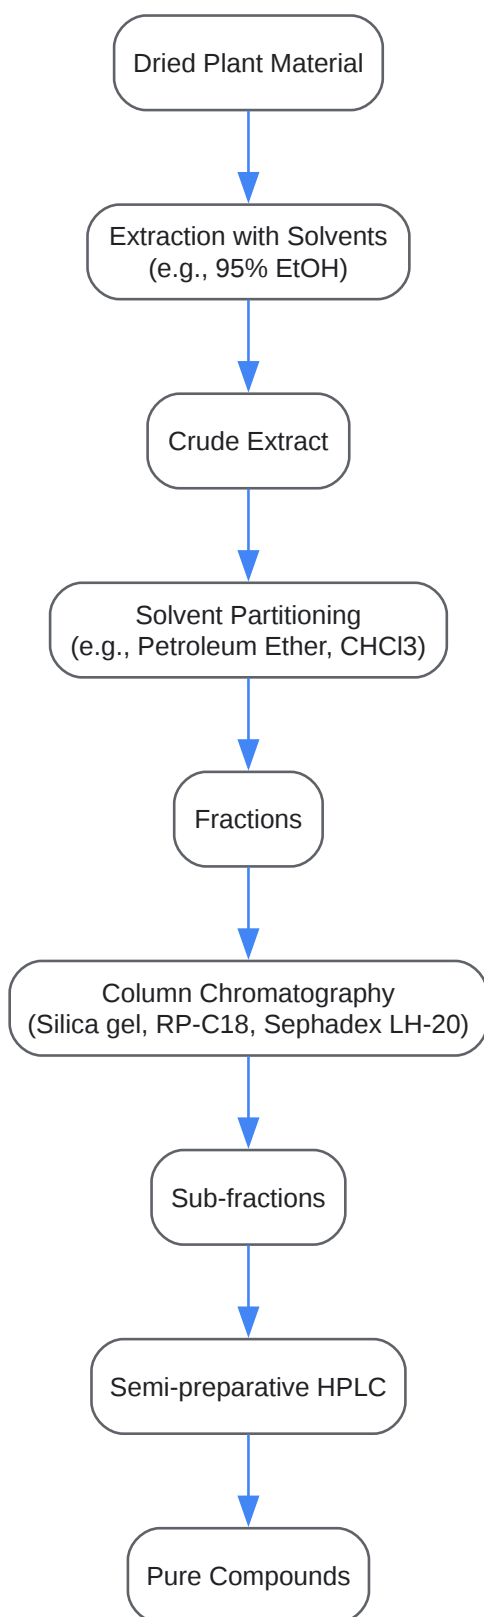 Dried Plant Material
Extraction with Solvents
(e.g., 95% EtOH)
Crude Extract
Solvent Partitioning
(e.g., Petroleum Ether, CHCl3)
Fractions
Column Chromatography
(Silica gel, RP-C18, Sephadex LH-20)
Sub-fractions
Semi-preparative HPLC
Pure Compounds